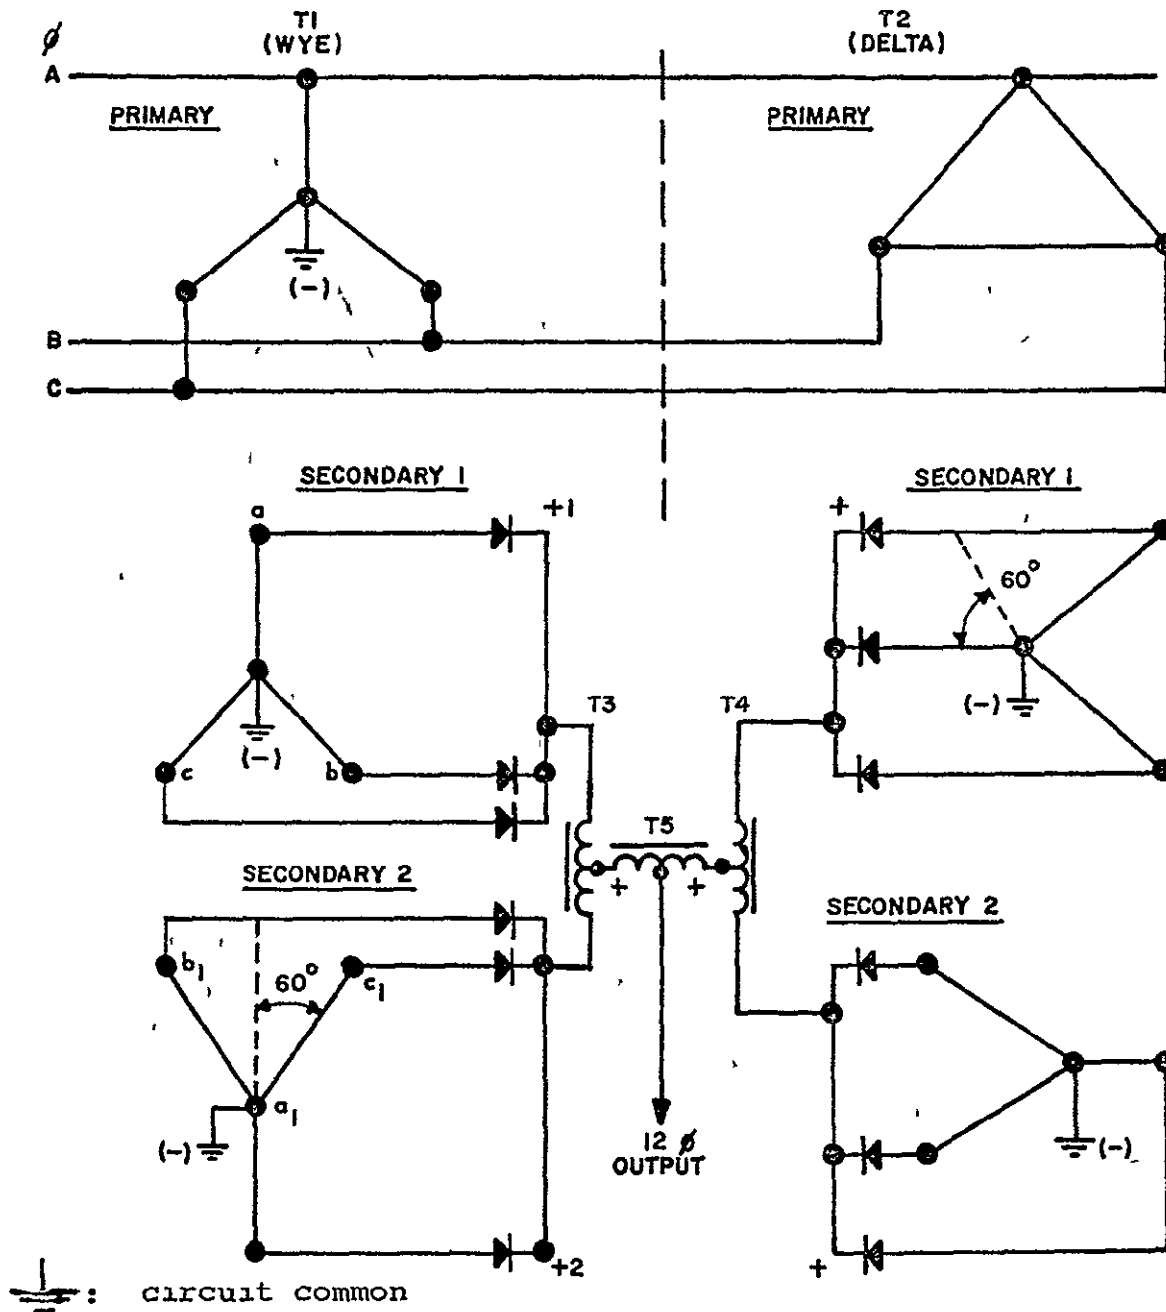 T1
(WYE)
T2
(DELTA)
ø
A
PRIMARY
PRIMARY
(-)
B
C
SECONDARY 1
SECONDARY 1
a
+1
+
60°
(-)
(-)
c
b
T3
T4
T5
+
+
SECONDARY 2
SECONDARY 2
b1
60°
c1
a1
(-)
12 ø
OUTPUT
(-)
+2
+
: circuit common